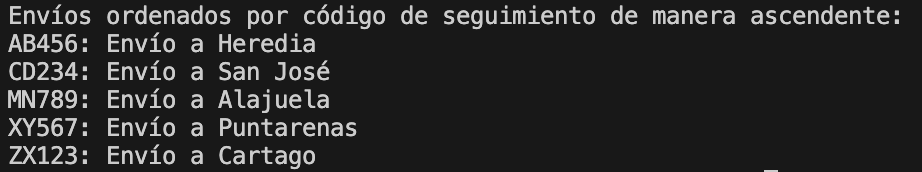 Envíos ordenados por código de seguimiento de manera ascendente:
AB456: Envío a Heredia
CD234: Envío a San José
MN789: Envío a Alajuela
XY567: Envío a Puntarenas
ZX123: Envío a Cartago